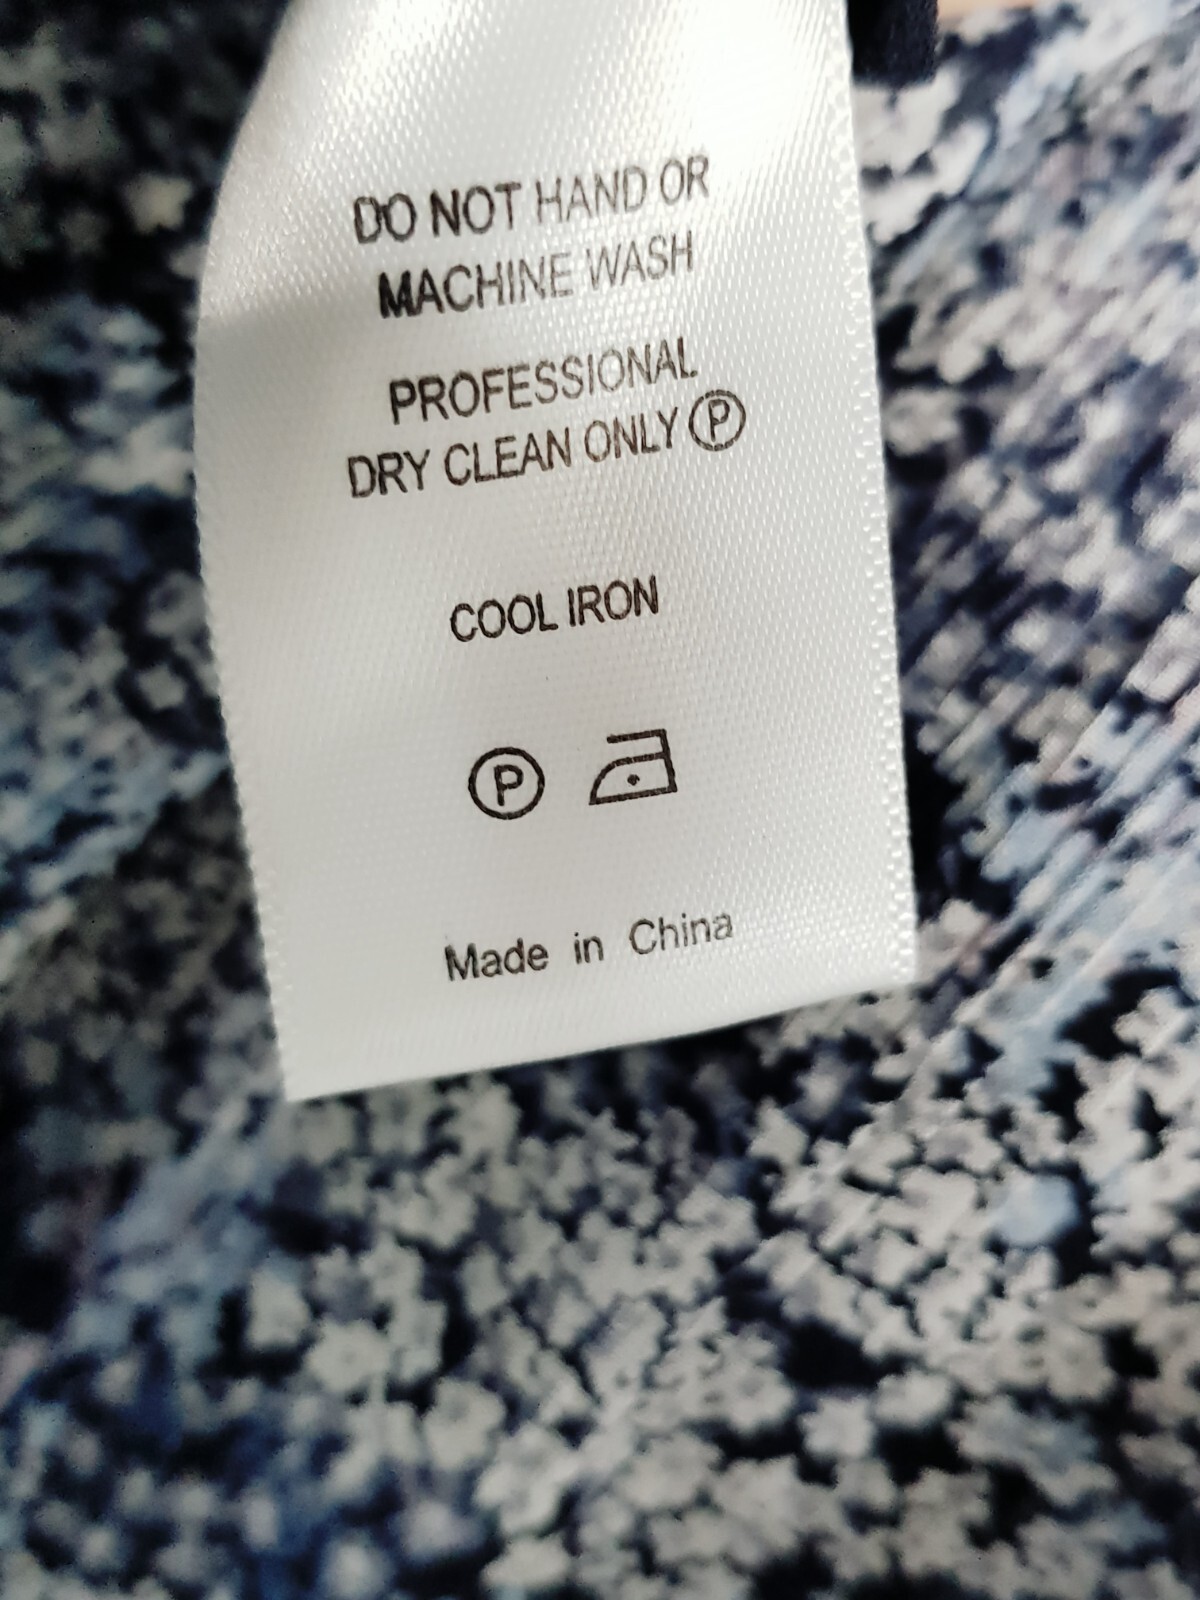 DO NOT HAND OR
MACHINE WASH
PROFESSIONAL
DRY CLEAN ONLY Ⓟ
COOL IRON
Ⓟ
Made in China